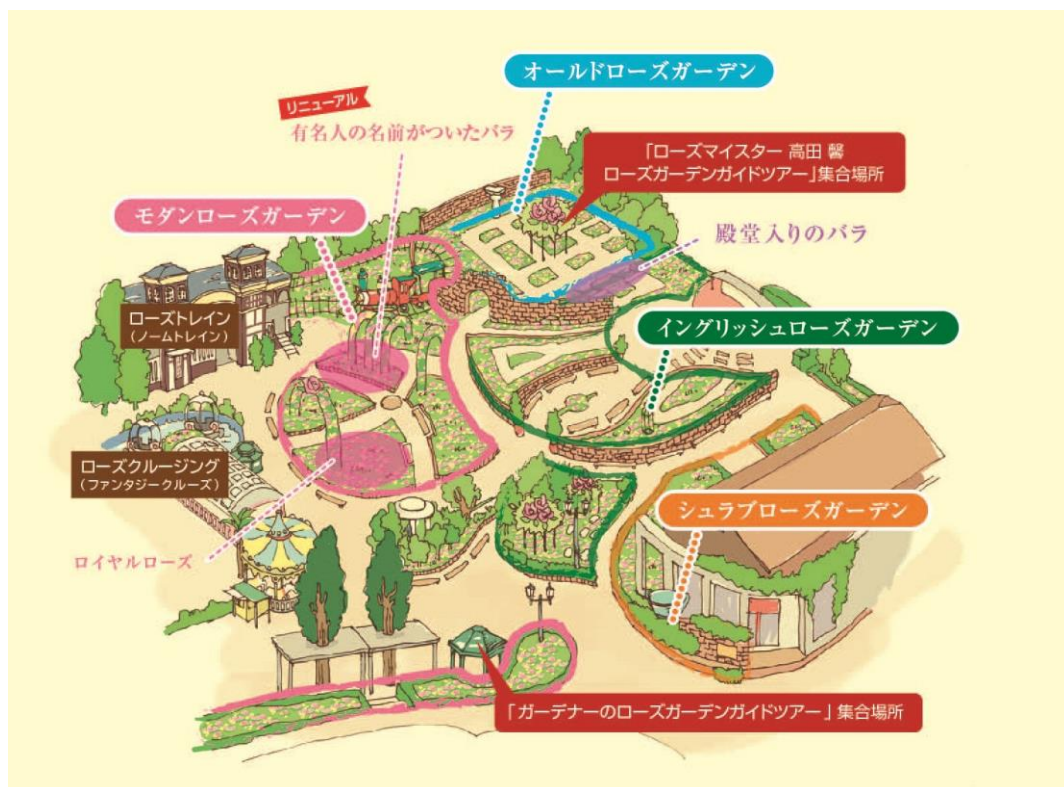 オールドローズガーデン
リニューアル
有名人の名前がついたバラ
「ローズマイスター 高田 馨
ローズガーデンガイドツアー」集合場所
モダンローズガーデン
殿堂入りのバラ
ローズトレイン
(ノームトレイン)
イングリッシュローズガーデン
ローズクルージング
(ファンタジークルーズ)
シュラブローズガーデン
ロイヤルローズ
「ガーデナーのローズガーデンガイドツアー」集合場所